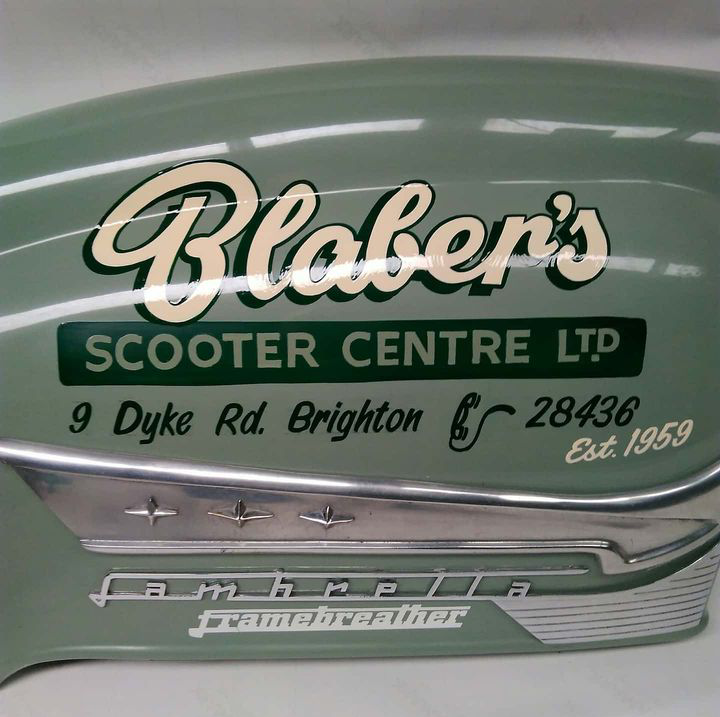 Blaber's
SCOOTER CENTRE LTD
9 Dyke Rd. Brighton 28436
Est. 1959
Lambretta
framebreather